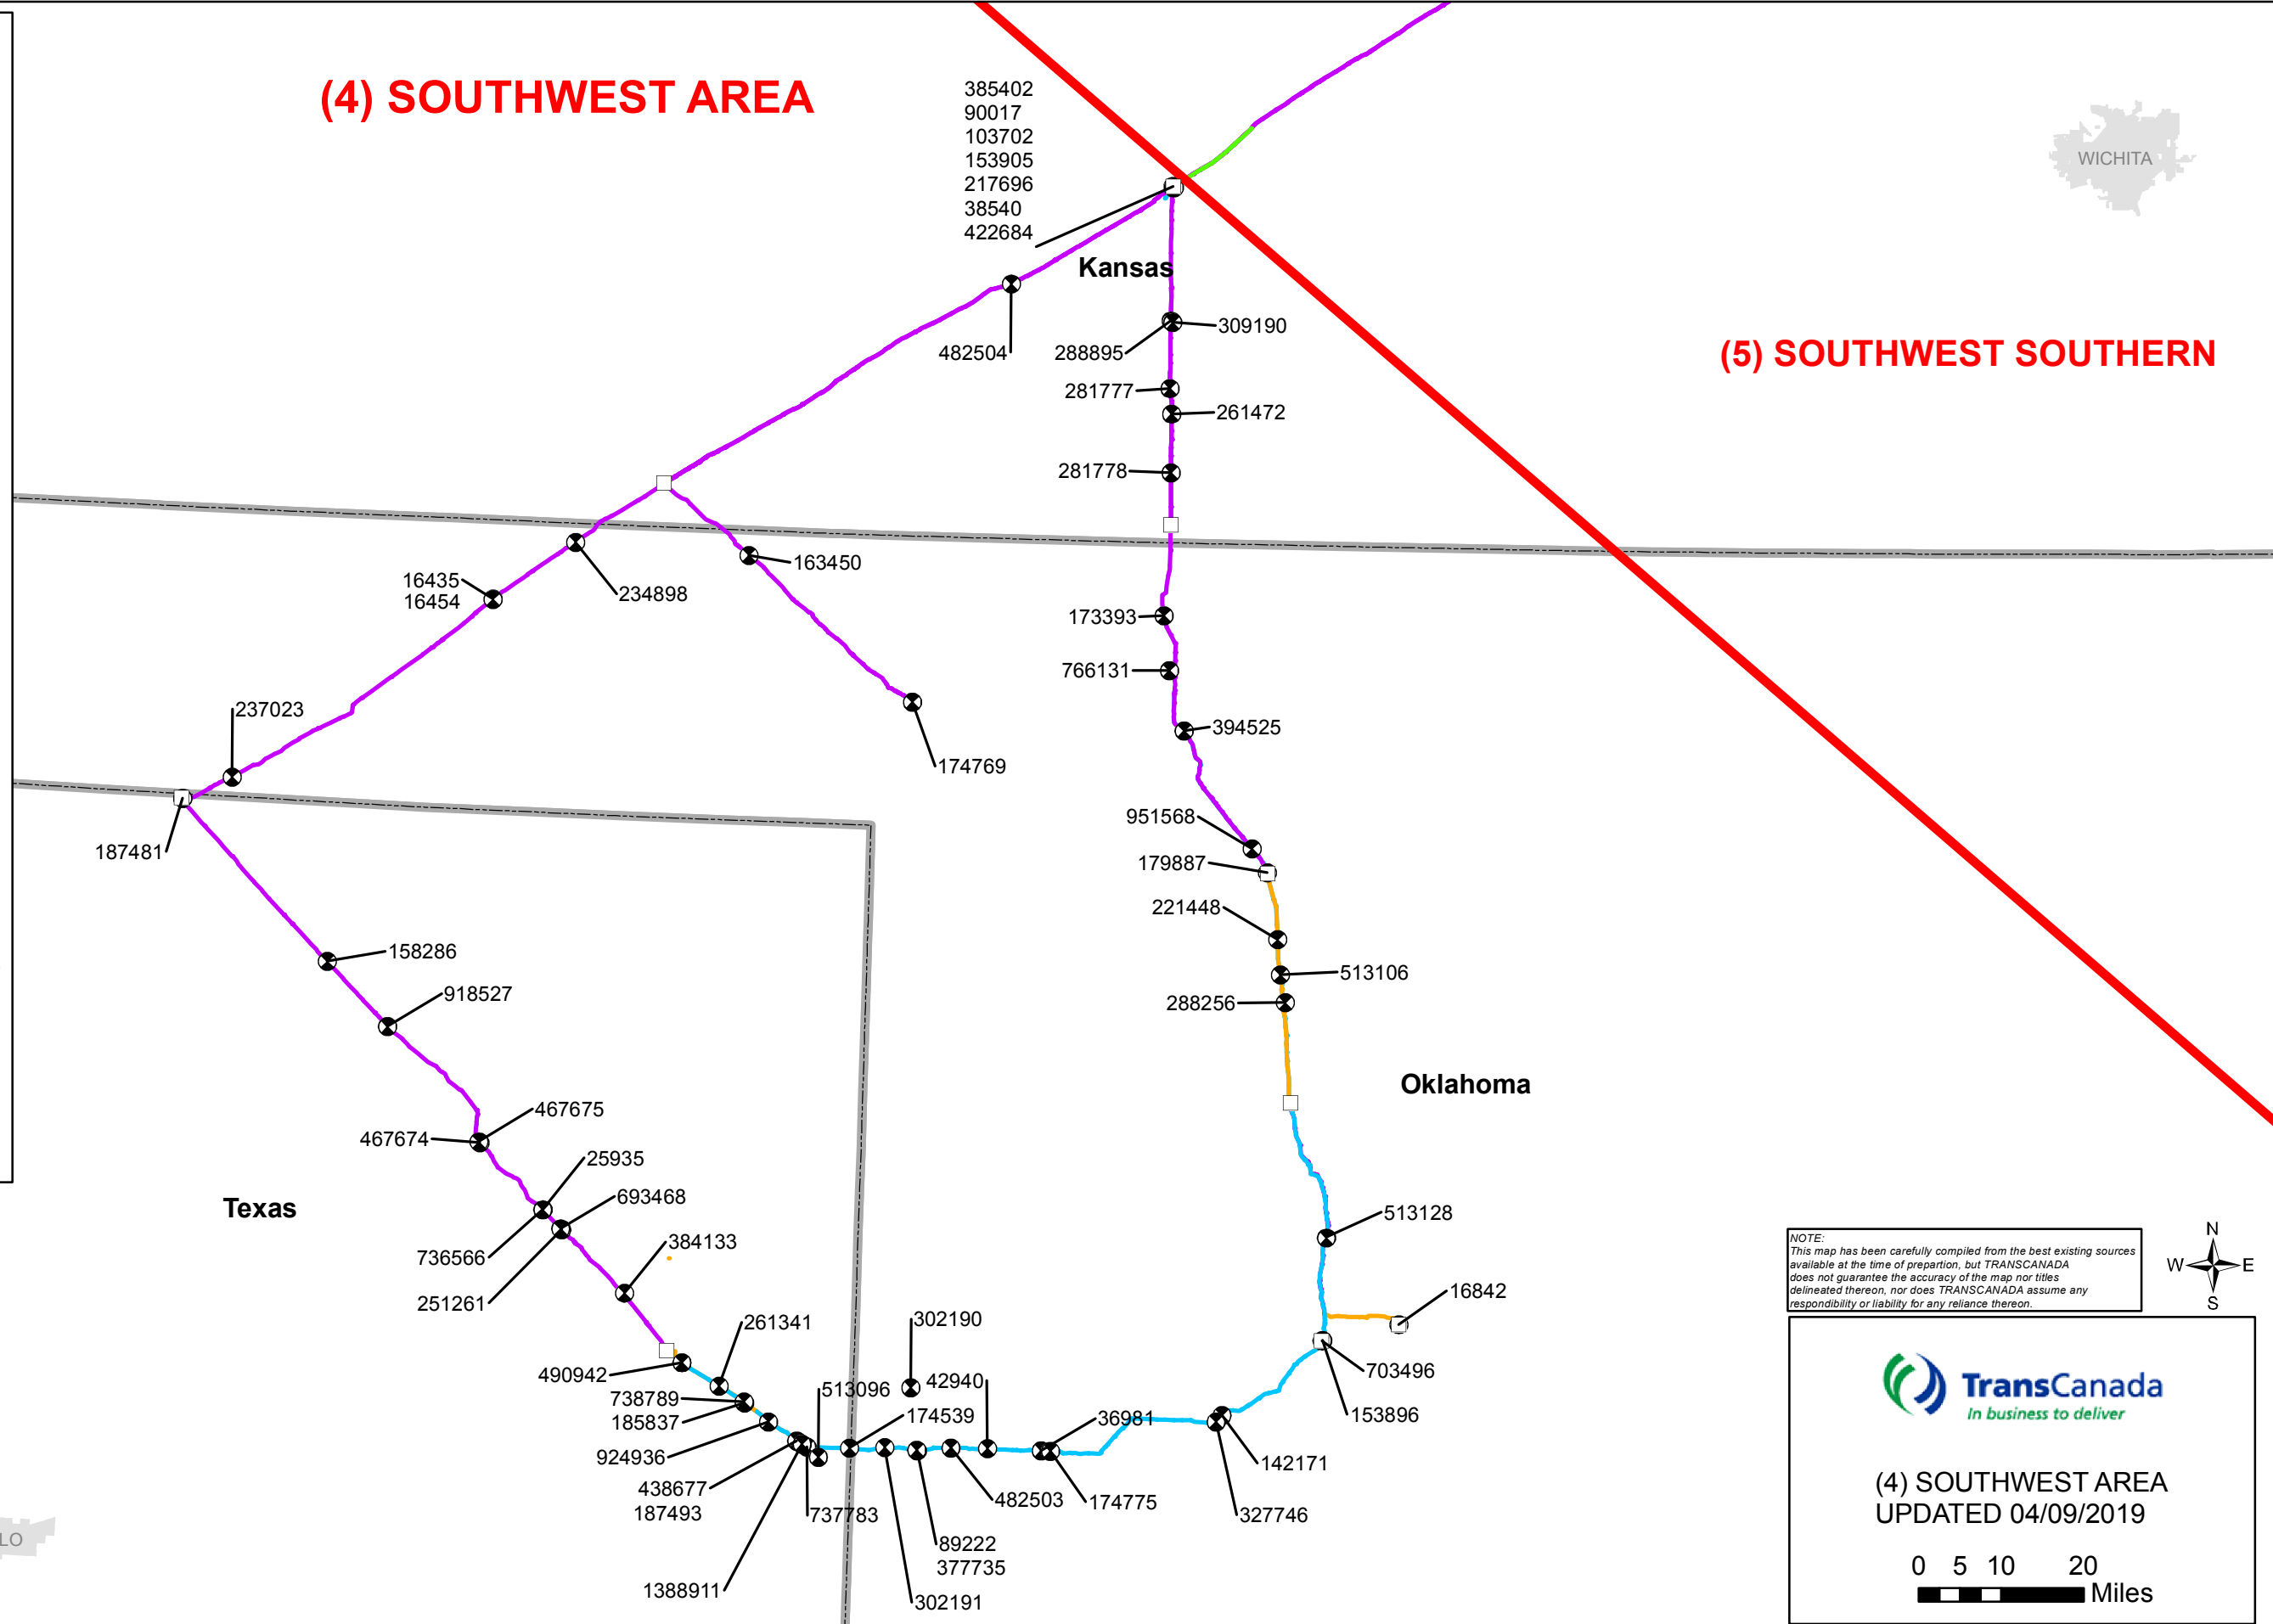 (4) SOUTHWEST AREA
385402
90017
103702
153905
217696
38540
422684
WICHITA
Kansas
482504
288895
309190
(5) SOUTHWEST SOUTHERN
281777
261472
281778
163450
16435
16454
234898
173393
766131
237023
394525
174769
951568
187481
179887
221448
158286
513106
918527
288256
Oklahoma
467675
467674
25935
693468
Texas
513128
736566
384133
251261
NOTE:
This map has been carefully compiled from the best existing sources
available at the time of prepartion, but TRANSCANADA
does not guarantee the accuracy of the map nor titles
delineated thereon, nor does TRANSCANADA assume any
respondibility or liability for any reliance thereon.
N
W
E
S
16842
261341
302190
490942
42940
703496
738789
513096
185837
174539
36981
153896
924936
142171
438677
187493
737783
482503
174775
327746
89222
377735
1388911
302191
LO
TransCanada
In business to deliver
(4) SOUTHWEST AREA
UPDATED 04/09/2019
0 5 10 20
Miles